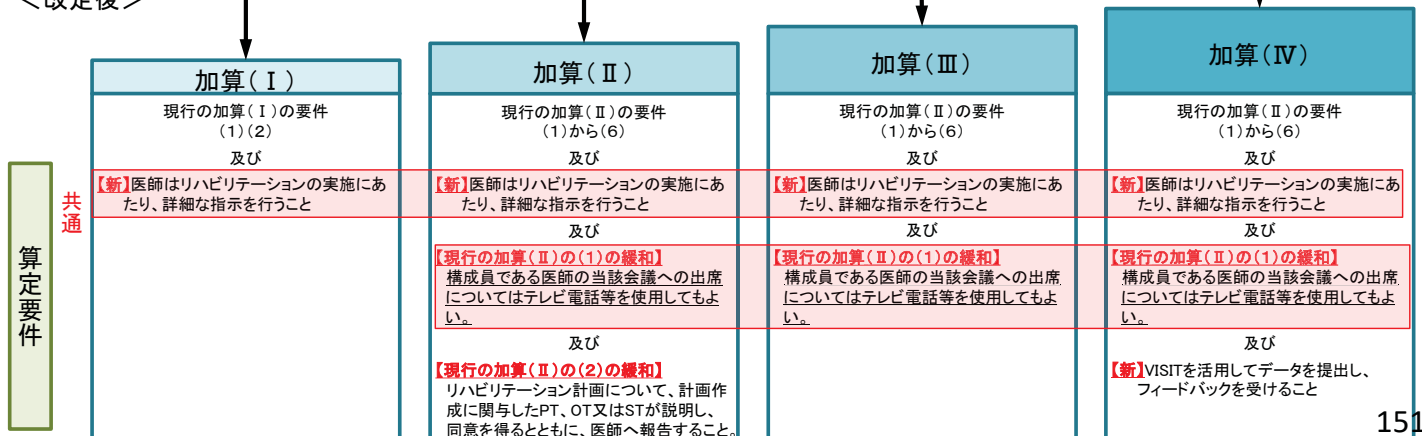 ＜改定後＞
加算(Ⅰ)
現行の加算(Ⅰ)の要件
(1)(2)
及び
【新】医師はリハビリテーションの実施にあ
たり、詳細な指示を行うこと
加算(Ⅱ)
現行の加算(Ⅱ)の要件
(1)から(6)
及び
【新】医師はリハビリテーションの実施にあ
たり、詳細な指示を行うこと
及び
【現行の加算(Ⅱ)の(1)の緩和】
構成員である医師の当該会議への出席
についてはテレビ電話等を使用してもよ
い。
及び
【現行の加算(Ⅱ)の(2)の緩和】
リハビリテーション計画について、計画作
成に関与したPT、OT又はSTが説明し、
同意を得るとともに、医師へ報告すること。
加算(Ⅲ)
現行の加算(Ⅱ)の要件
(1)から(6)
及び
【新】医師はリハビリテーションの実施にあ
たり、詳細な指示を行うこと
及び
【現行の加算(Ⅱ)の(1)の緩和】
構成員である医師の当該会議への出席
についてはテレビ電話等を使用してもよ
い。
加算(Ⅳ)
現行の加算(Ⅱ)の要件
(1)から(6)
及び
【新】医師はリハビリテーションの実施にあ
たり、詳細な指示を行うこと
及び
【現行の加算(Ⅱ)の(1)の緩和】
構成員である医師の当該会議への出席
についてはテレビ電話等を使用してもよ
い。
及び
【新】VISITを活用してデータを提出し、
フィードバックを受けること
共通
算定要件
151